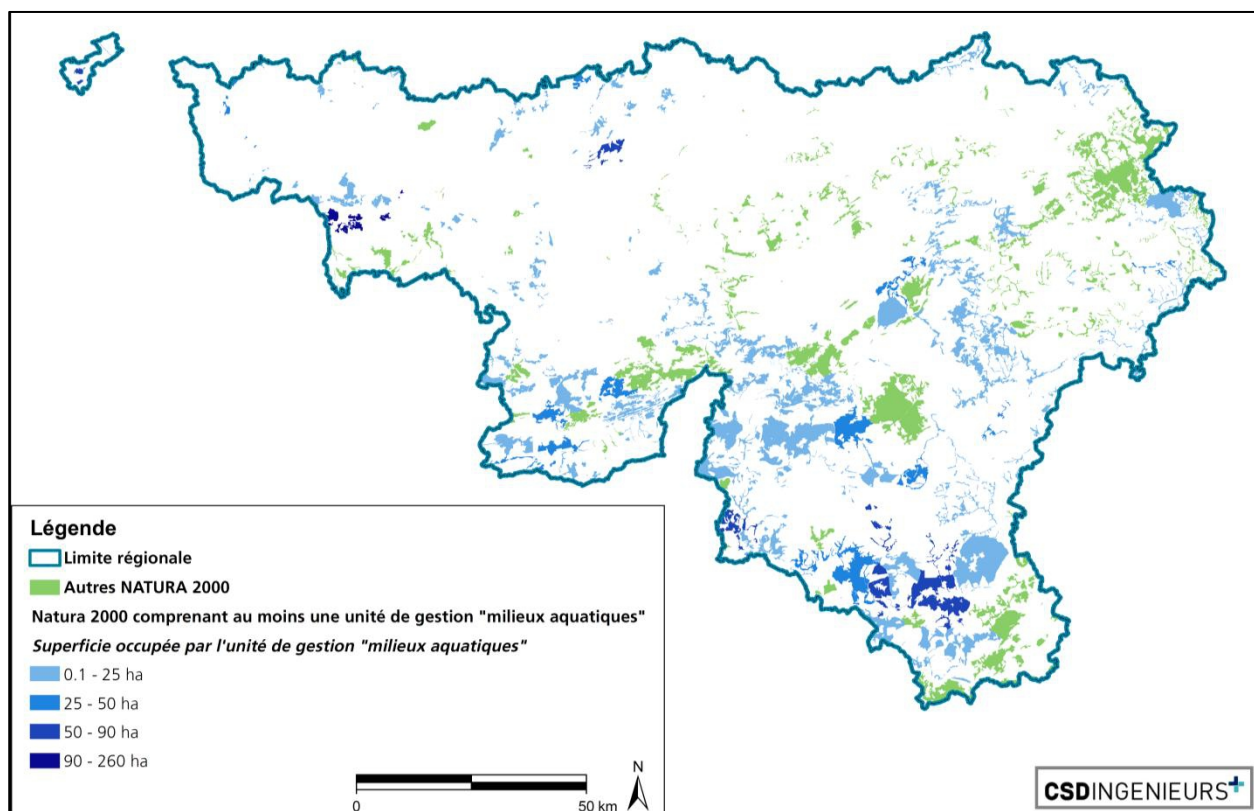 Légende
Limite régionale
Autres NATURA 2000
Natura 2000 comprenant au moins une unité de gestion "milieux aquatiques"
Superficie occupée par l'unité de gestion "milieux aquatiques"
0.1 - 25 ha
25 - 50 ha
50 - 90 ha
90 - 260 ha
N
0 50 km
CSDINGENIEURS+